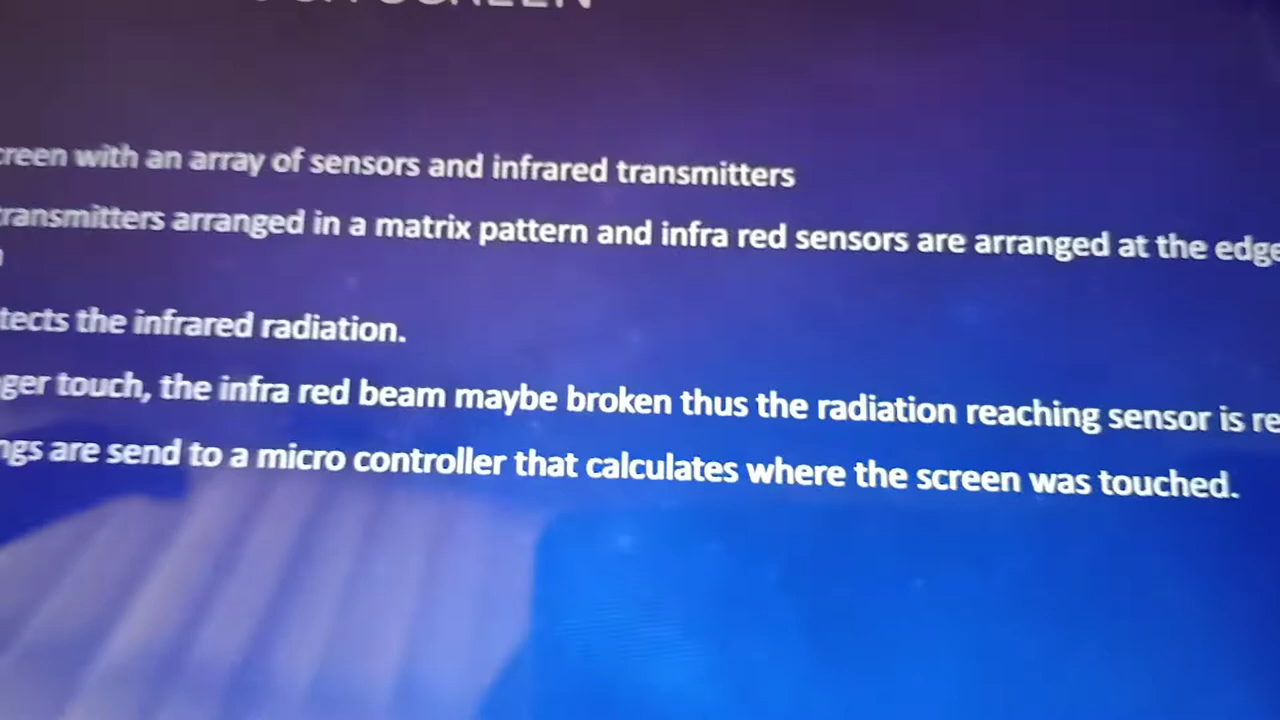 SCREEN
creen with an array of sensors and infrared transmitters
transmitters arranged in a matrix pattern and infra red sensors are arranged at the edge
tects the infrared radiation.
ger touch, the infra red beam maybe broken thus the radiation reaching sensor is re
ngs are send to a micro controller that calculates where the screen was touched.